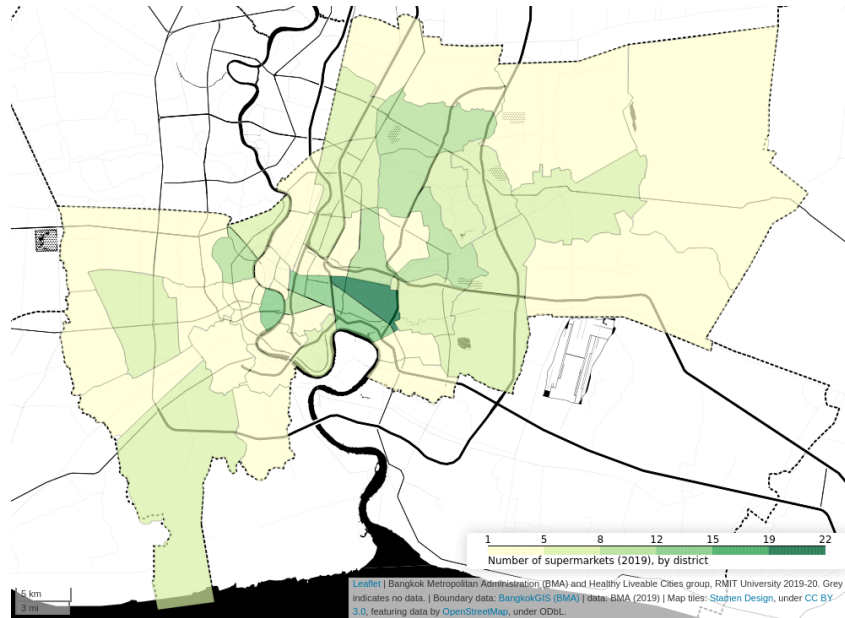 1 5 8 12 15 19 22
Number of supermarkets (2019), by district
5 km
3 mi
Leaflet | Bangkok Metropolitan Administration (BMA) and Healthy Liveable Cities group, RMIT University 2019-20. Grey
indicates no data. | Boundary data: BangkokGIS (BMA) | data: BMA (2019) | Map tiles: Stamen Design, under CC BY
3.0, featuring data by OpenStreetMap, under ODbL.